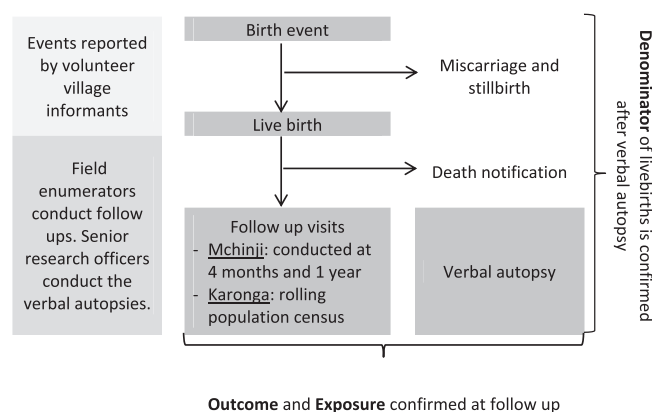 Events reported
by volunteer
village
informants
Field
enumerators
conduct follow
ups. Senior
research officers
conduct the
verbal autopsies.
Birth event
Miscarriage and
stillbirth
Live birth
Death notification
Follow up visits
- Mchinji: conducted at
4 months and 1 year
- Karonga: rolling
population census
Verbal autopsy
Denominator of livebirths is confirmed
after verbal autopsy
Outcome and Exposure confirmed at follow up